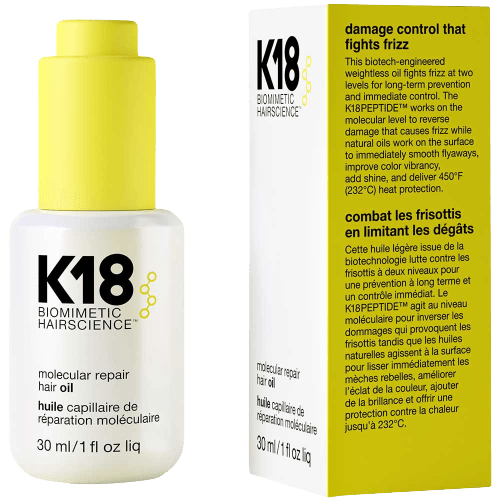 K18
BIOMIMETIC
HAIRSCIENCE™
molecular repair
hair oil
huile capillaire de
réparation moléculaire
30 ml/1 fl oz liq
K18
BIOMIMETIC
HAIRSCIENCE™
molecular repair
hair oil
huile capillaire de
réparation moléculaire
30 ml/1 fl oz liq
damage control that
fights frizz
This biotech-engineered
weightless oil fights frizz at two
levels for long-term prevention
and immediate control. The
K18PEPTIDE™ works on the
molecular level to reverse
damage that causes frizz while
natural oils work on the surface
to immediately smooth flyaways,
improve color vibrancy,
add shine, and deliver 450°F
(232°C) heat protection.
combat les frisottis
en limitant les dégâts
Cette huile légère issue de la
biotechnologie lutte contre les
frisottis à deux niveaux pour
une prévention à long terme et
un contrôle immédiat. Le
K18PEPTIDE™ agit au niveau
moléculaire pour inverser les
dommages qui provoquent les
frisottis tandis que les huiles
naturelles agissent à la surface
pour lisser immédiatement les
mèches rebelles, améliorer
l'éclat de la couleur, ajouter
de la brillance et offrir une
protection contre la chaleur
jusqu'à 232°C.